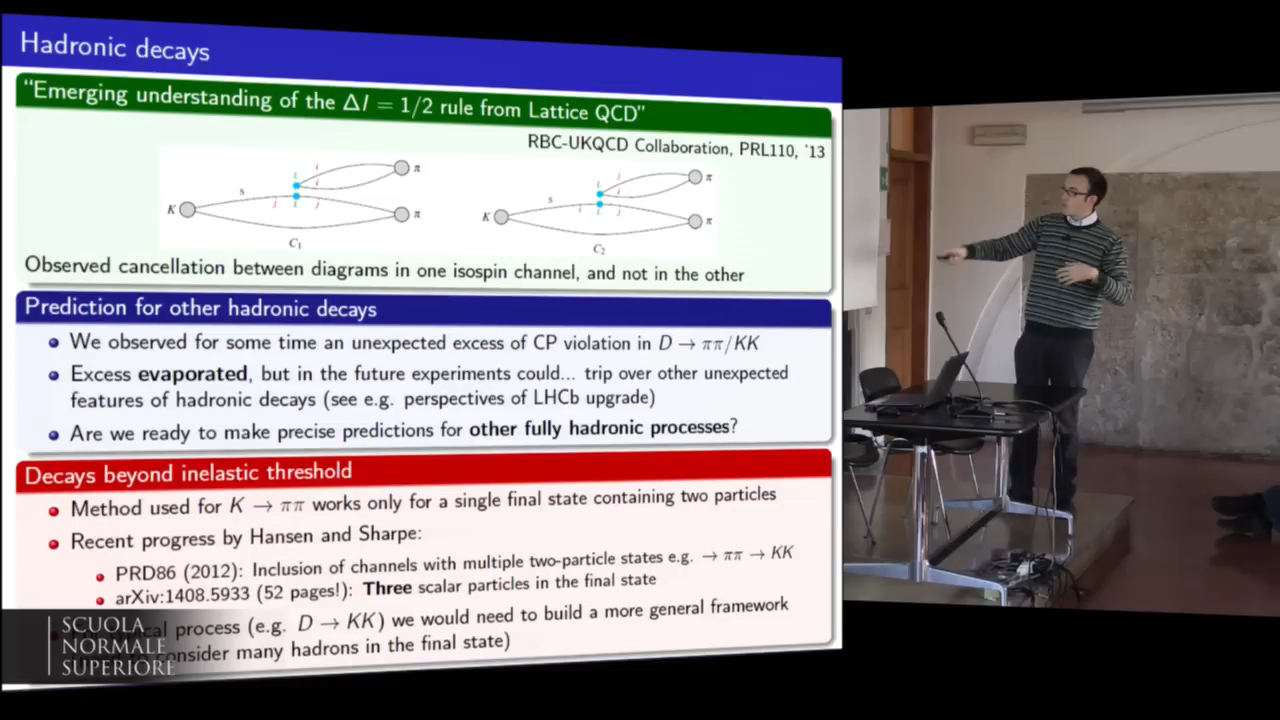 Hadronic decays
"Emerging understanding of the ΔI = 1/2 rule from Lattice QCD"
RBC-UKQCD Collaboration, PRL110, '13
K s π π C₁
K s π π C₂
Observed cancellation between diagrams in one isospin channel, and not in the other
Prediction for other hadronic decays
We observed for some time an unexpected excess of CP violation in D → ππ/KK
Excess evaporated, but in the future experiments could... trip over other unexpected
features of hadronic decays (see e.g. perspectives of LHCb upgrade)
Are we ready to make precise predictions for other fully hadronic processes?
Decays beyond inelastic threshold
Method used for K → ππ works only for a single final state containing two particles
Recent progress by Hansen and Sharpe:
PRD86 (2012): Inclusion of channels with multiple two-particle states e.g. → ππ → KK
arXiv:1408.5933 (52 pages!): Three scalar particles in the final state
process (e.g. D → KK) we would need to build a more general framework
consider many hadrons in the final state)
SCUOLA
NORMALE
SUPERIORE